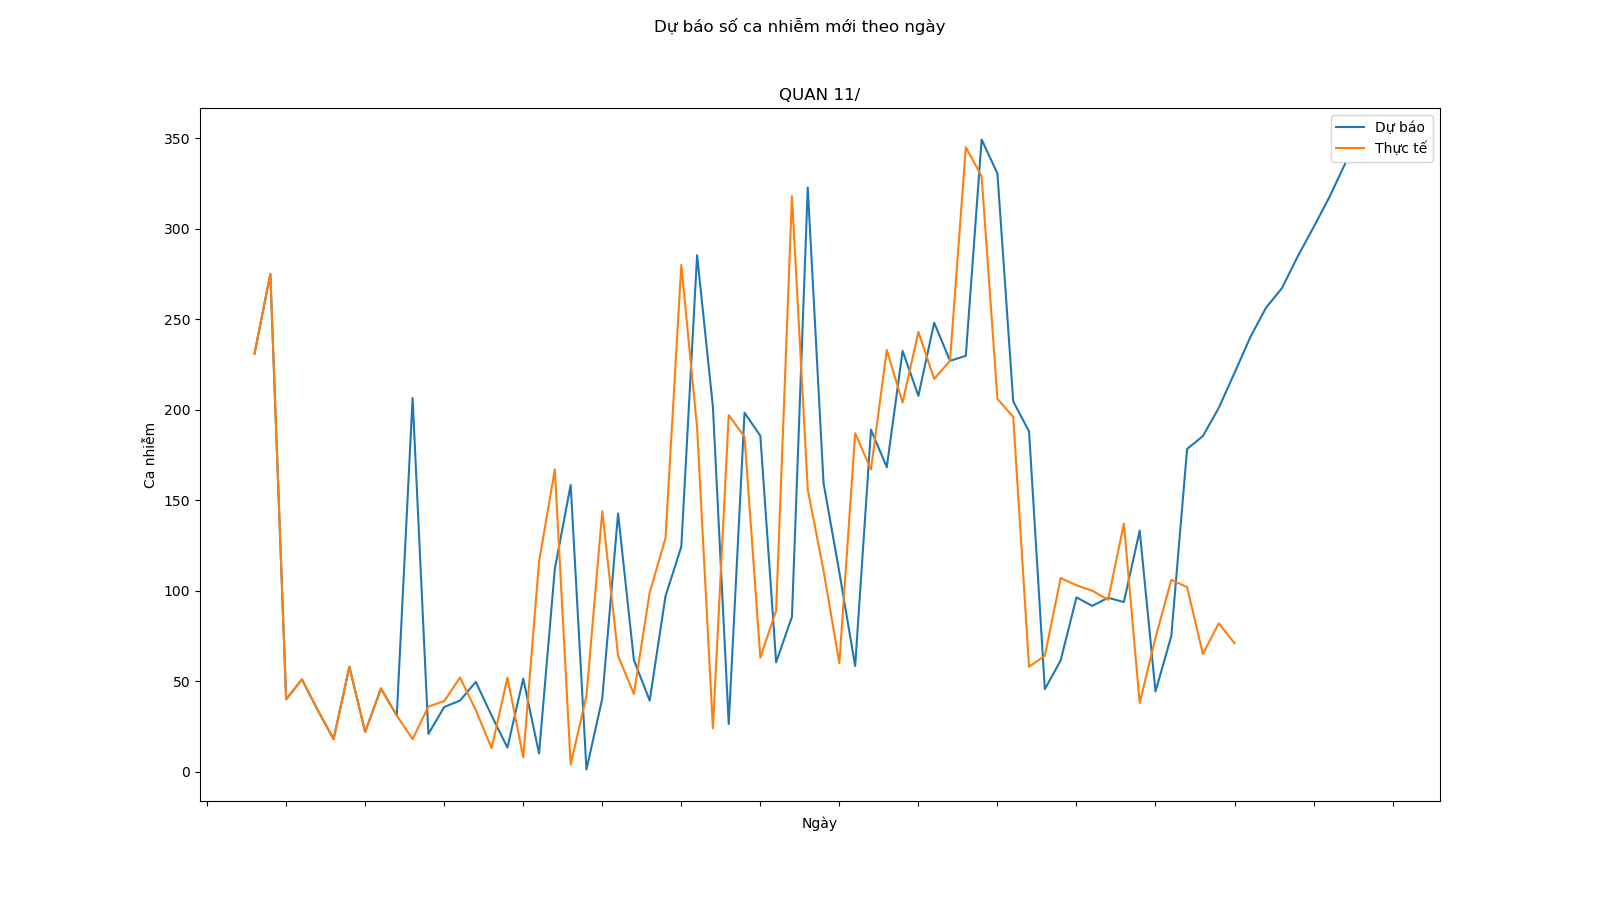 Dự báo số ca nhiễm mới theo ngày
QUAN 11/
Dự báo
Thực tế
350
300
250
200
150
100
50
0
Ca nhiễm
Ngày